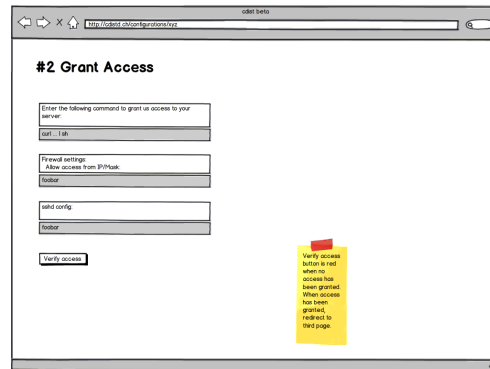 cdist beta
http://cdistd.ch/configurations/xyz
#2 Grant Access
Enter the following command to grant us access to your
server:
curl ... | sh
Firewall settings:
Allow access from IP/Mask:
foobar
sshd config:
foobar
Verify access
Verify access
button is red
when no
access has
been granted.
When access
has been
granted,
redirect to
third page.